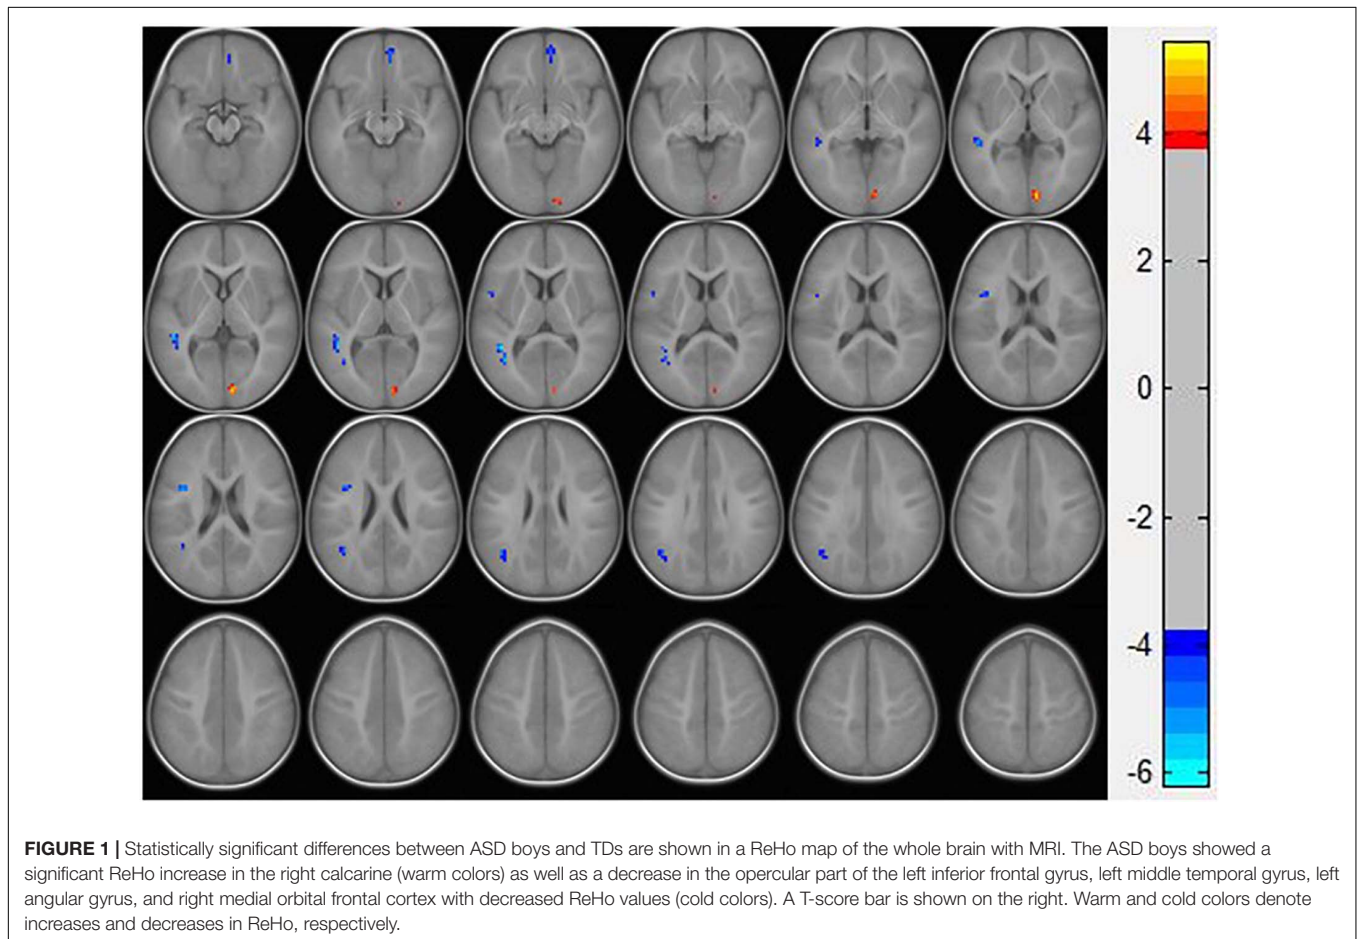 4
2
0
-2
-4
-6
FIGURE 1 | Statistically significant differences between ASD boys and TDs are shown in a ReHo map of the whole brain with MRI. The ASD boys showed a
significant ReHo increase in the right calcarine (warm colors) as well as a decrease in the opercular part of the left inferior frontal gyrus, left middle temporal gyrus, left
angular gyrus, and right medial orbital frontal cortex with decreased ReHo values (cold colors). A T-score bar is shown on the right. Warm and cold colors denote
increases and decreases in ReHo, respectively.